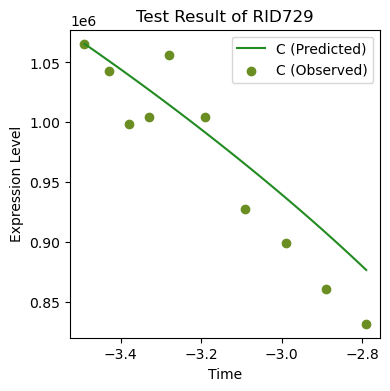 Test Result of RID729
1e6
C (Predicted)
C (Observed)
Expression Level
1.05
1.00
0.95
0.90
0.85
−3.4
−3.2
−3.0
−2.8
Time